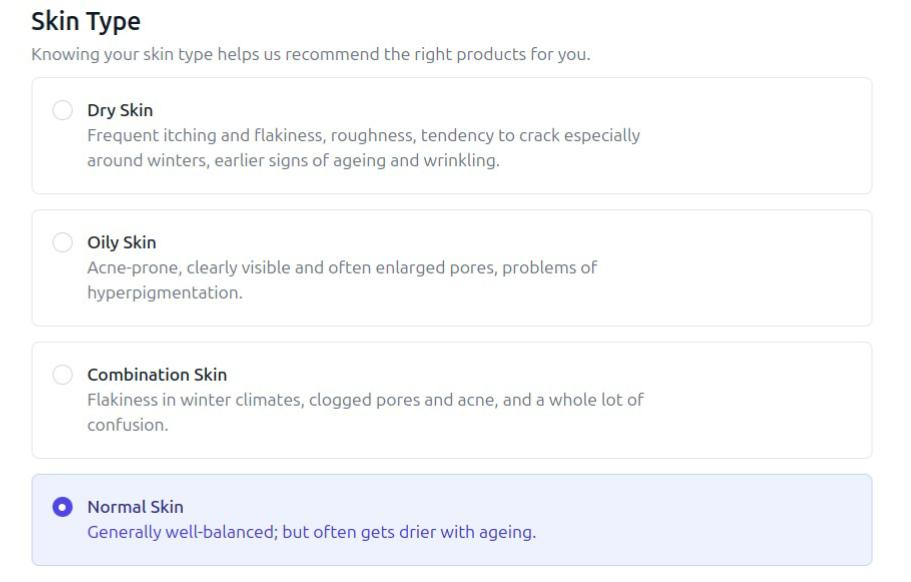 Skin Type
Knowing your skin type helps us recommend the right products for you.
Dry Skin
Frequent itching and flakiness, roughness, tendency to crack especially
around winters, earlier signs of ageing and wrinkling.
Oily Skin
Acne-prone, clearly visible and often enlarged pores, problems of
hyperpigmentation.
Combination Skin
Flakiness in winter climates, clogged pores and acne, and a whole lot of
confusion.
Normal Skin
Generally well-balanced; but often gets drier with ageing.